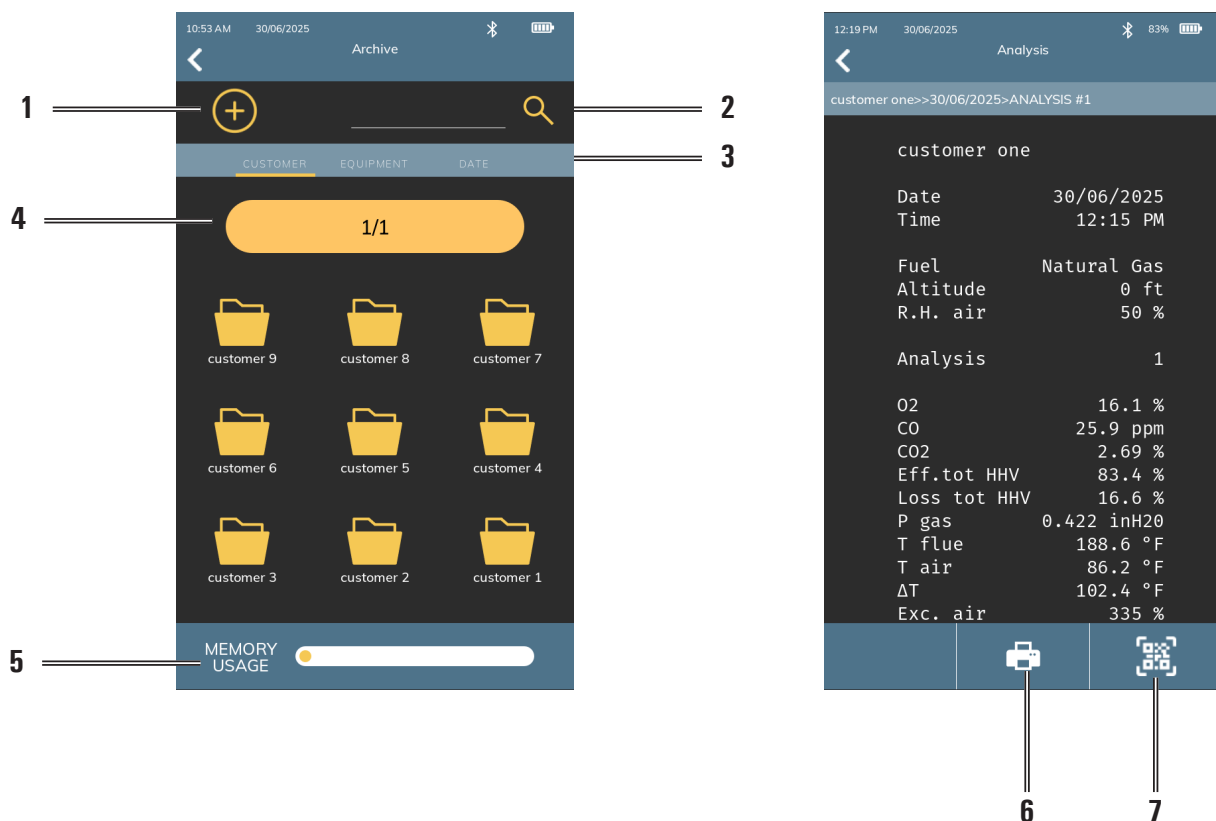 10:53 AM 30/06/2025
Archive
1
2
CUSTOMER EQUIPMENT DATE
3
4
1/1
customer 9 customer 8 customer 7
customer 6 customer 5 customer 4
customer 3 customer 2 customer 1
5
MEMORY
USAGE
12:19 PM 30/06/2025 83%
Analysis
customer one>>30/06/2025>ANALYSIS #1
customer one
Date 30/06/2025
Time 12:15 PM
Fuel Natural Gas
Altitude 0 ft
R.H. air 50 %
Analysis 1
O2 16.1 %
CO 25.9 ppm
CO2 2.69 %
Eff.tot HHV 83.4 %
Loss tot HHV 16.6 %
P gas 0.422 inH20
T flue 188.6 °F
T air 86.2 °F
ΔT 102.4 °F
Exc. air 335 %
6
7